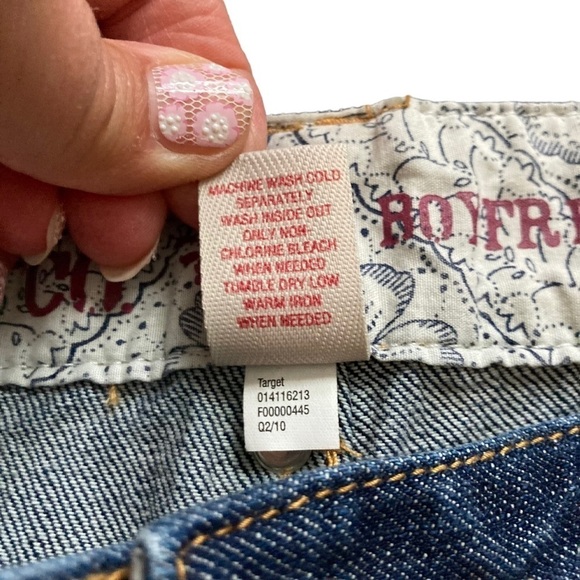 MACHINE WASH COLD
SEPARATELY
WASH INSIDE OUT
ONLY NON-
CHLORINE BLEACH
WHEN NEEDED
TUMBLE DRY LOW
WARM IRON
WHEN NEEDED
BOYFR
Target
014116213
F00000445
Q2/10